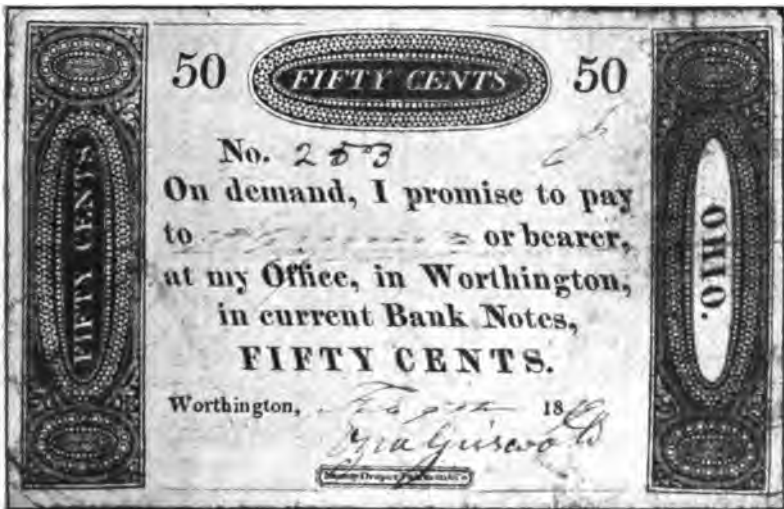 50 FIFTY CENTS 50
FIFTY CENTS
OHIO.
No. 253
On demand, I promise to pay
to or bearer,
at my Office, in Worthington,
in current Bank Notes,
FIFTY CENTS.
Worthington, 18
Ezra Griswold